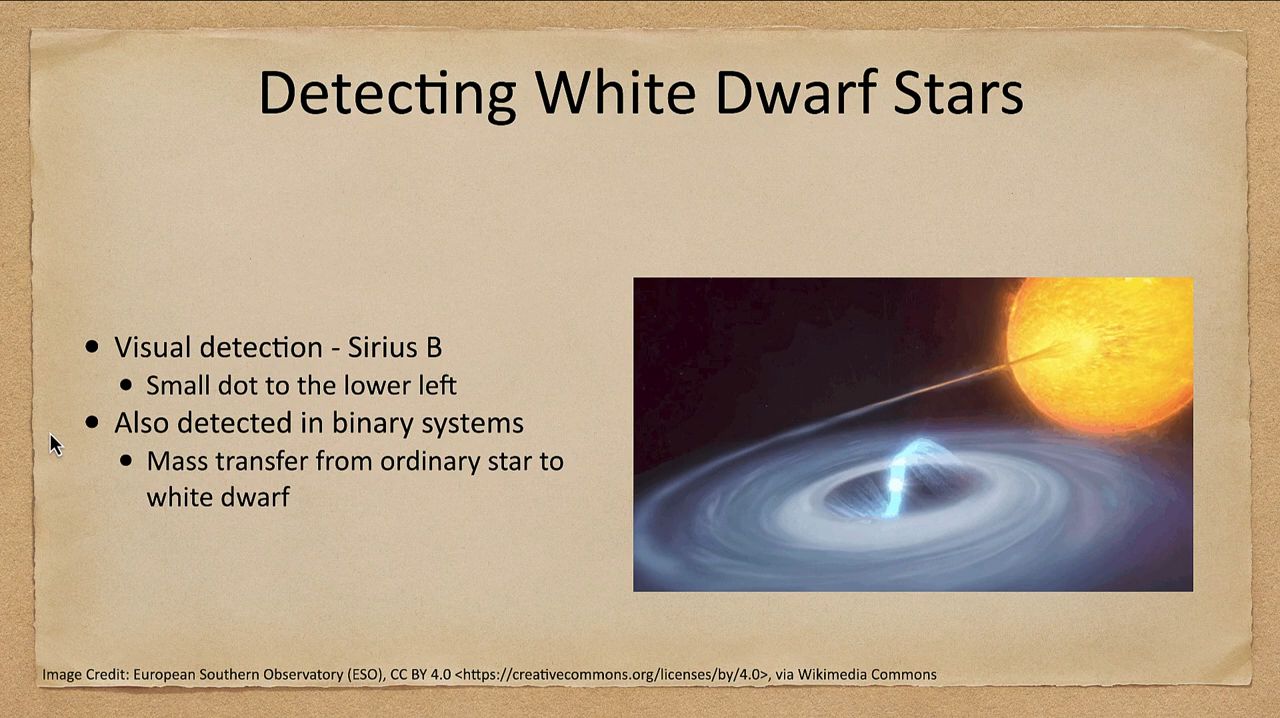 Detecting White Dwarf Stars
• Visual detection - Sirius B
• Small dot to the lower left
• Also detected in binary systems
• Mass transfer from ordinary star to
white dwarf
Image Credit: European Southern Observatory (ESO), CC BY 4.0 <https://creativecommons.org/licenses/by/4.0>, via Wikimedia Commons